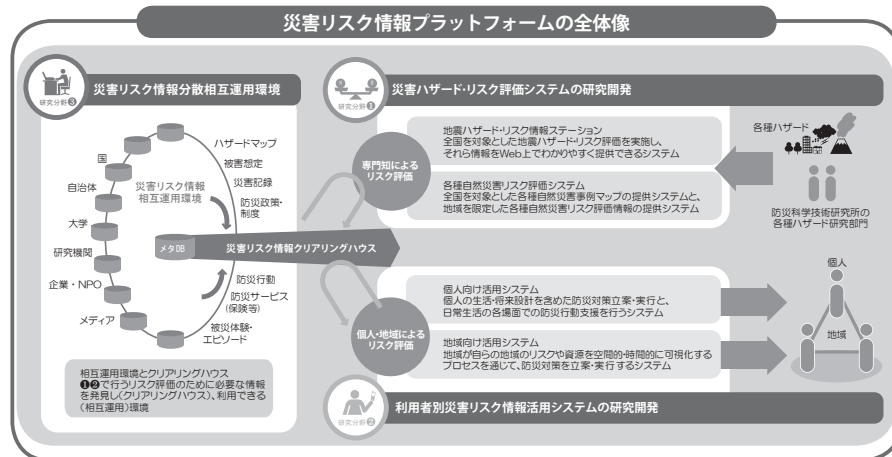 災害リスク情報プラットフォームの全体像
研究分野❸
災害リスク情報分散相互運用環境
国
自治体
大学
研究機関
企業・NPO
メディア
災害リスク情報
相互運用環境
メタDB
ハザードマップ
被害想定
災害記録
防災政策・
制度
災害リスク情報クリアリングハウス
防災行動
防災サービス
(保険等)
被災体験・
エピソード
相互運用環境とクリアリングハウス
❶❷で行うリスク評価のために必要な情報
を発見し(クリアリングハウス)、利用できる
(相互運用)環境
研究分野❶
災害ハザード・リスク評価システムの研究開発
専門知による
リスク評価
地震ハザード・リスク情報ステーション
全国を対象とした地震ハザード・リスク評価を実施し、
それら情報をWeb上でわかりやすく提供できるシステム
各種自然災害リスク評価システム
全国を対象とした各種自然災害事例マップの提供システムと、
地域を限定した各種自然災害リスク評価情報の提供システム
各種ハザード
防災科学技術研究所の
各種ハザード研究部門
個人・地域による
リスク評価
個人向け活用システム
個人の生活・将来設計を含めた防災対策立案・実行と、
日常生活の各場面での防災行動支援を行うシステム
地域向け活用システム
地域が自らの地域のリスクや資源を空間的・時間的に可視化する
プロセスを通じて、防災対策を立案・実行するシステム
個人
地域
研究分野❷
利用者別災害リスク情報活用システムの研究開発